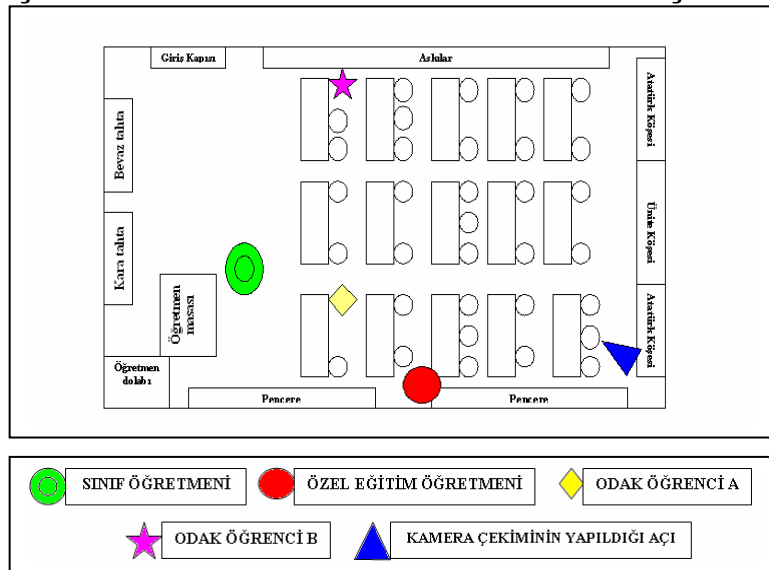 Giriş Kapısı
Askılar
Beyaz tahta
Kara tahta
Öğretmen
masası
Öğretmen
dolabı
Pencere
Pencere
Atatürk Köşesi
Ünite Köşesi
Atatürk Köşesi
SINIF ÖĞRETMENİ
ÖZEL EĞİTİM ÖĞRETMENİ
ODAK ÖĞRENCİ A
ODAK ÖĞRENCİ B
KAMERA ÇEKİMİNİN YAPILDIĞI AÇI